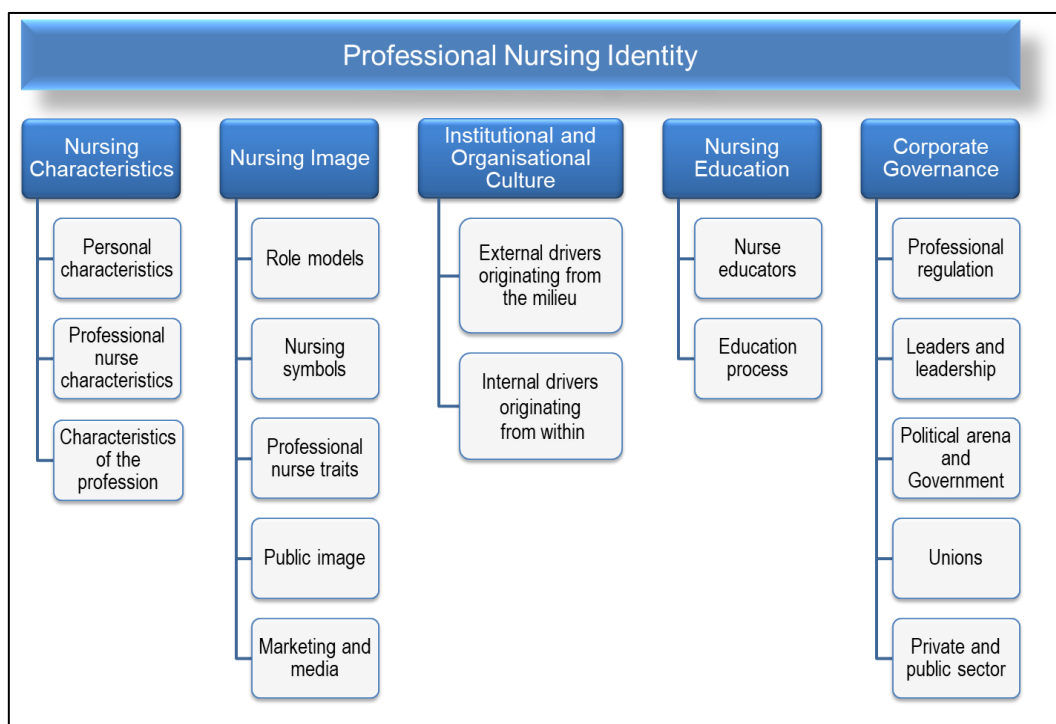 Professional Nursing Identity
Nursing
Characteristics
Personal
characteristics
Professional
nurse
characteristics
Characteristics
of the
profession
Nursing Image
Role models
Nursing
symbols
Professional
nurse traits
Public image
Marketing and
media
Institutional and
Organisational
Culture
External drivers
originating from
the milieu
Internal drivers
originating
from within
Nursing
Education
Nurse
educators
Education
process
Corporate
Governance
Professional
regulation
Leaders and
leadership
Political arena
and
Government
Unions
Private and
public sector